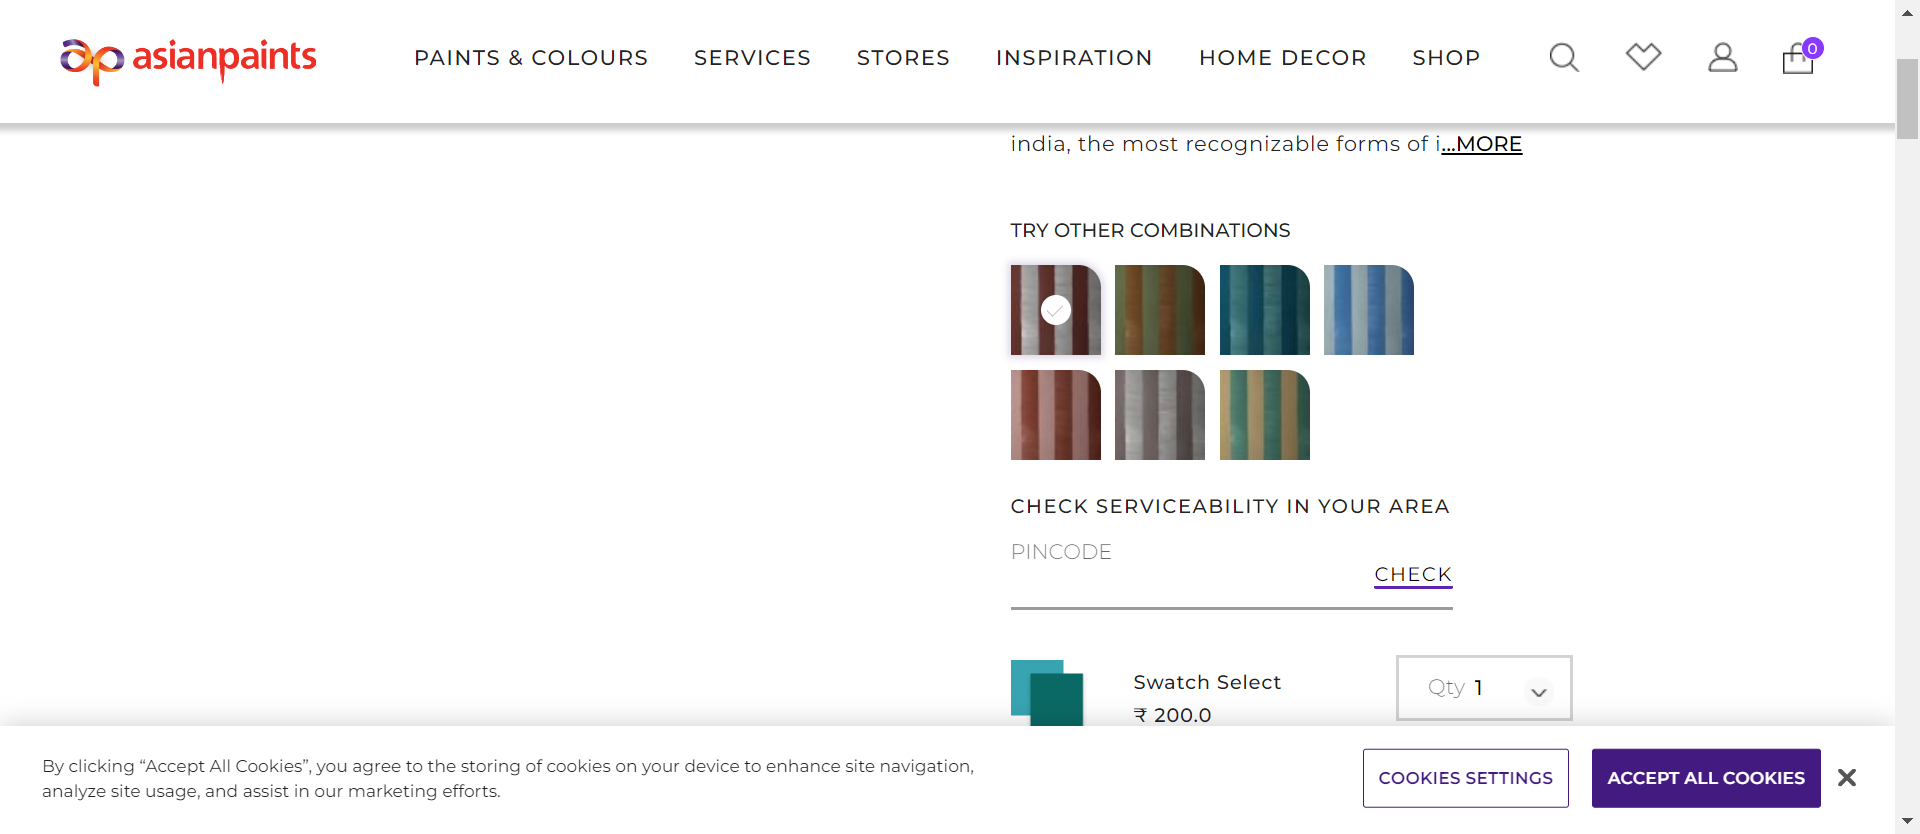 asianpaints
PAINTS & COLOURS SERVICES STORES INSPIRATION HOME DECOR SHOP
0
india, the most recognizable forms of i...MORE
TRY OTHER COMBINATIONS
CHECK SERVICEABILITY IN YOUR AREA
PINCODE
CHECK
Swatch Select
Qty 1
₹ 200.0
By clicking “Accept All Cookies”, you agree to the storing of cookies on your device to enhance site navigation,
analyze site usage, and assist in our marketing efforts.
COOKIES SETTINGS
ACCEPT ALL COOKIES